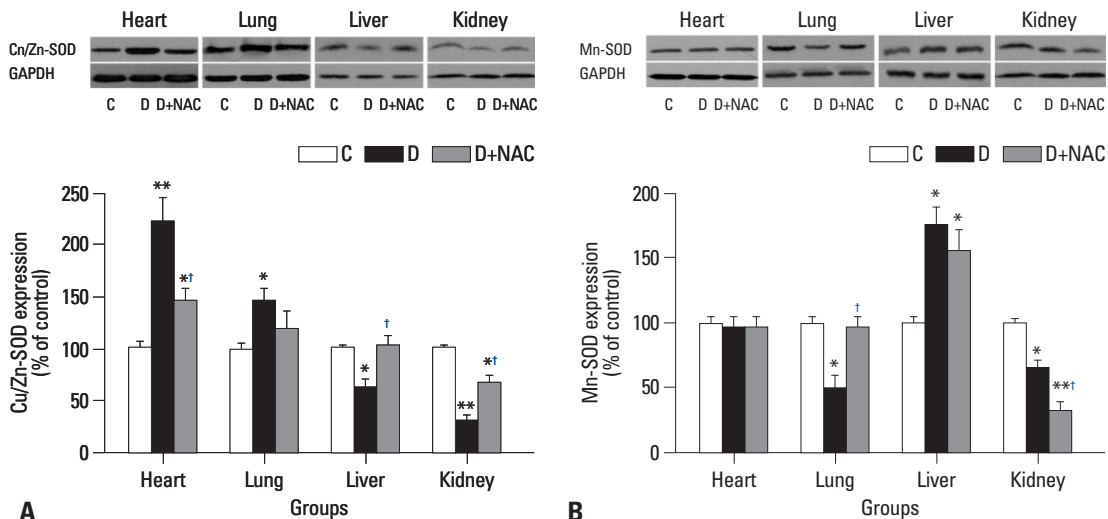 Heart Lung Liver Kidney
Cn/Zn-SOD
GAPDH
C D D+NAC C D D+NAC C D D+NAC C D D+NAC
C D D+NAC
250
200
150
100
50
0
Cu/Zn-SOD expression
(% of control)
** *† * * † ** *†
Heart Lung Liver Kidney
Groups
A
Heart Lung Liver Kidney
Mn-SOD
GAPDH
C D D+NAC C D D+NAC C D D+NAC C D D+NAC
C D D+NAC
200
150
100
50
0
Mn-SOD expression
(% of control)
* † * * * **†
Heart Lung Liver Kidney
Groups
B